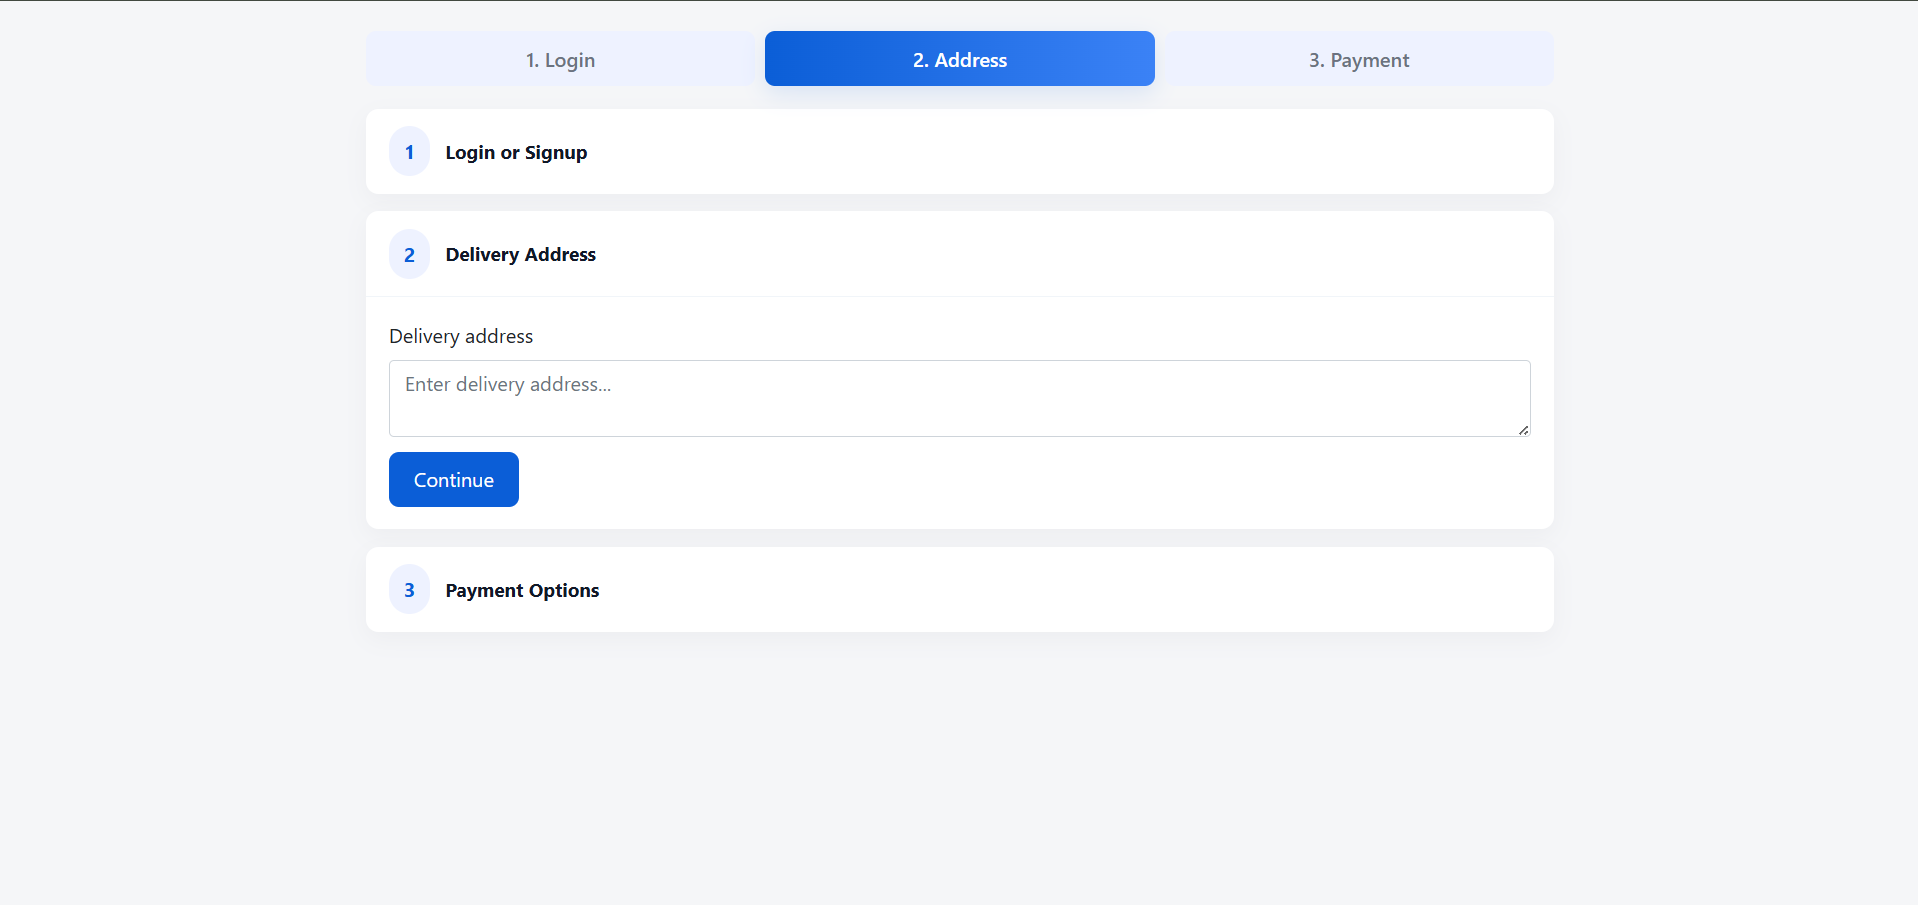 1. Login
2. Address
3. Payment
1
Login or Signup
2
Delivery Address
Delivery address
Enter delivery address...
Continue
3
Payment Options